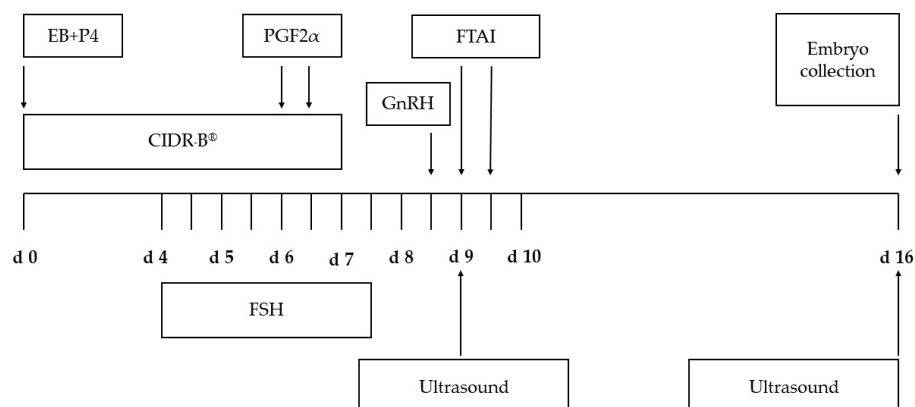 EB+P4
PGF2α
FTAI
Embryo
collection
GnRH
CIDR-B®
d 0
d 4
d 5
d 6
d 7
d 8
d 9
d 10
d 16
FSH
Ultrasound
Ultrasound